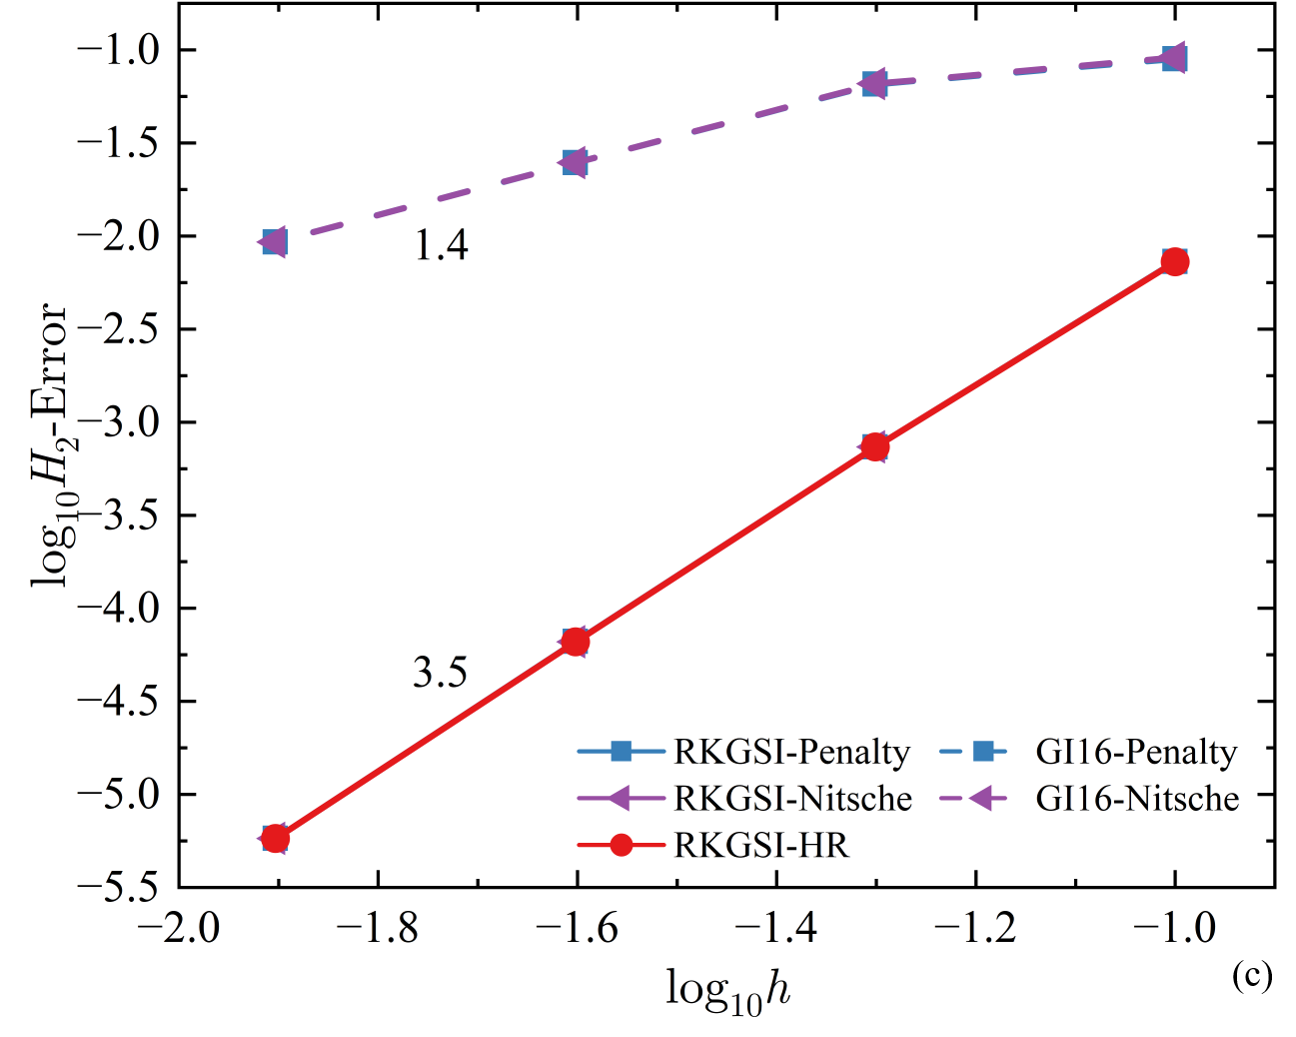 −1.0
−1.5
−2.0
−2.5
−3.0
−3.5
−4.0
−4.5
−5.0
−5.5
log₁₀H₂-Error
1.4
3.5
RKGSI-Penalty GI16-Penalty
RKGSI-Nitsche GI16-Nitsche
RKGSI-HR
−2.0 −1.8 −1.6 −1.4 −1.2 −1.0
log₁₀h
(c)